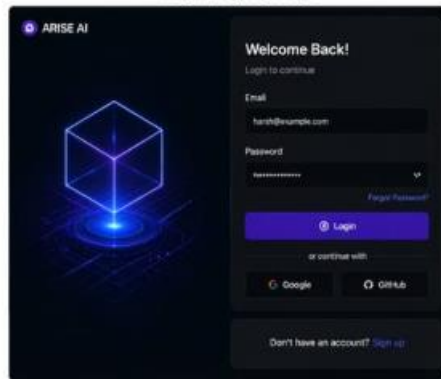 ARISE AI
Welcome Back!
Login to continue
Email
harsh@example.com
Password
Forgot Password?
Login
or continue with
Google
GitHub
Don't have an account? Sign up